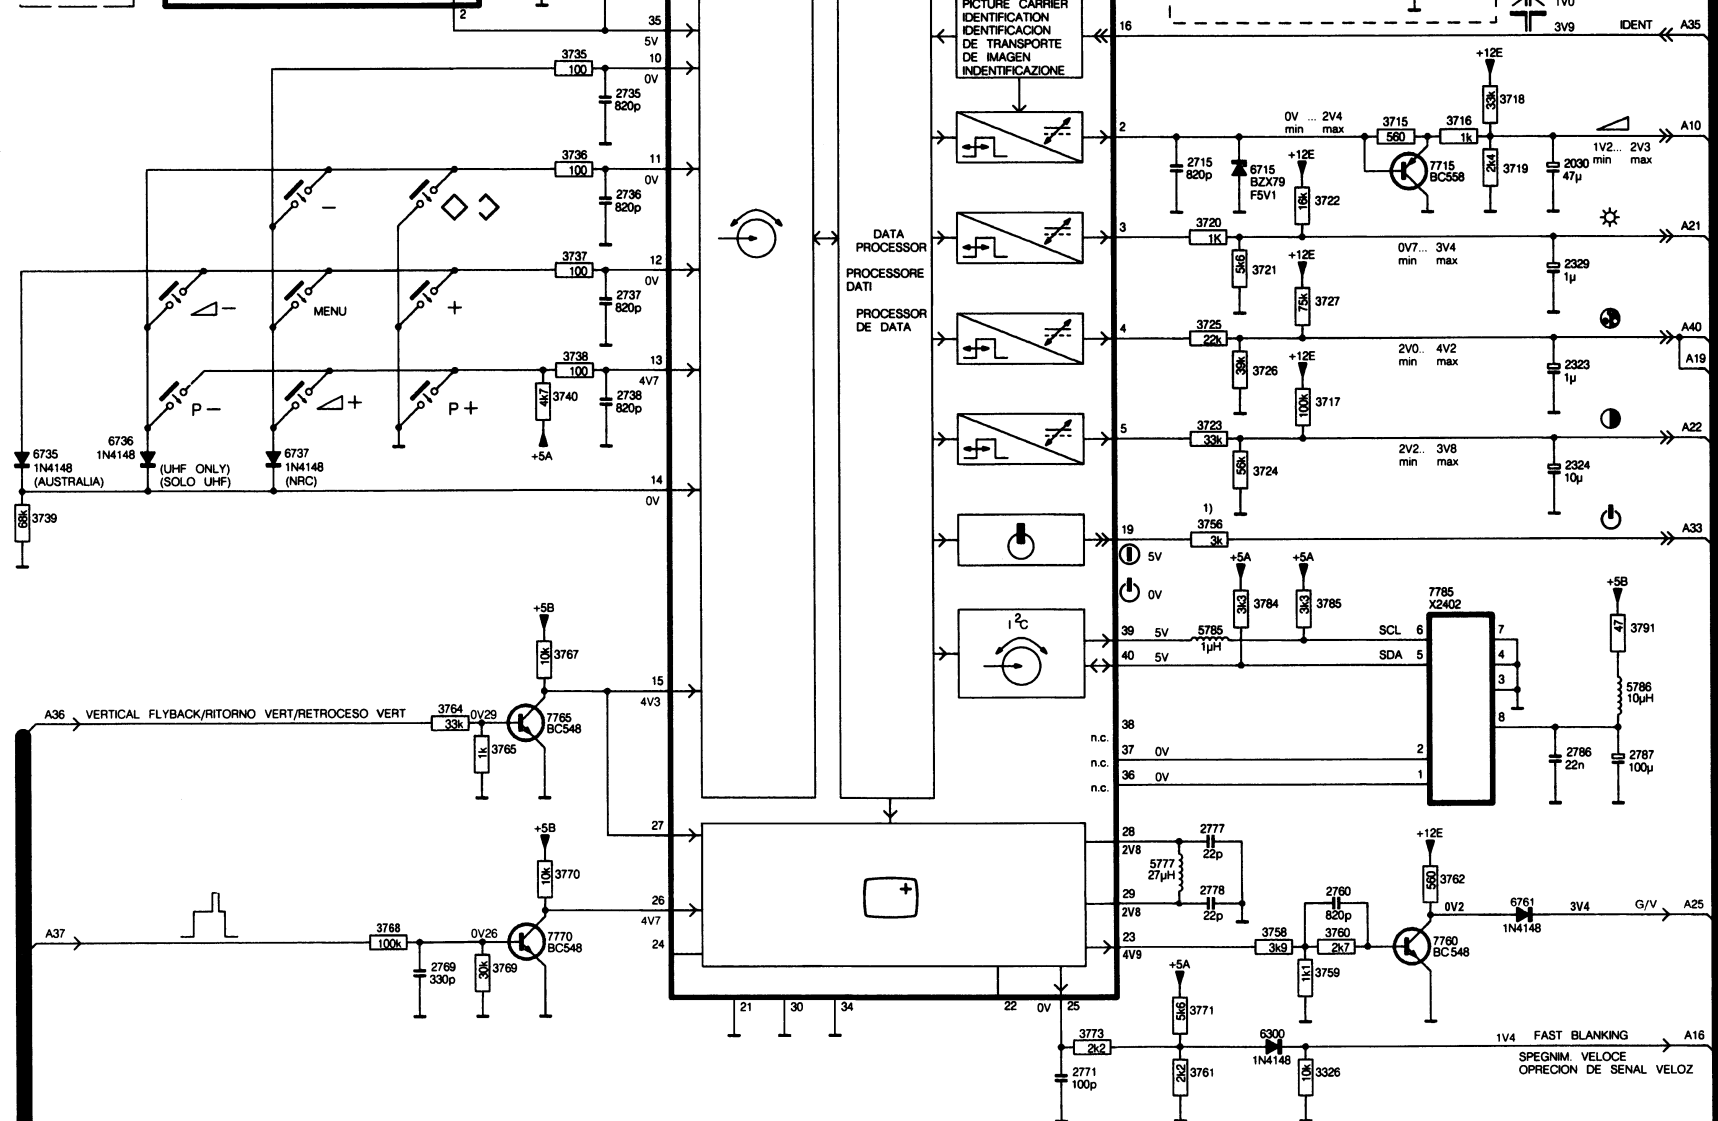 2
35
5V
3735
100
10
0V
2735
820p
3736
100
11
0V
2736
820p
−
3737
100
12
0V
2737
820p
−
MENU
+
3738
100
13
4V7
2738
820p
4k7
3740
+5A
P −
+
P +
6735
1N4148
(AUSTRALIA)
6736
1N4148
(UHF ONLY)
(SOLO UHF)
6737
1N4148
(NRC)
14
0V
68k
3739
+5B
10k
3767
15
4V3
A36
VERTICAL FLYBACK/RITORNO VERT/RETROCESO VERT
3764
33k
0V29
7765
BC548
1k
3765
+5B
10k
3770
27
26
4V7
24
A37
3768
100k
0V26
7770
BC548
2769
330p
30k
3769
21
30
34
22
0V
25
PICTURE CARRIER
IDENTIFICATION
IDENTIFICACION
DE TRANSPORTE
DE IMAGEN
INDENTIFICAZIONE
DATA
PROCESSOR
PROCESSORE
DATI
PROCESSOR
DE DATA
I²C
+
16
1V0
3V9
IDENT
A35
+12E
33k
3718
2
0V ... 2V4
min max
3715
560
3716
1k
A10
1V2... 2V3
min max
2715
820p
6715
BZX79
F5V1
+12E
16k
3722
7715
BC558
2k4
3719
2030
47µ
3
3720
1K
A21
5k6
3721
0V7... 3V4
min max
+12E
75k
3727
2329
1µ
4
3725
22k
A40
A19
39k
3726
2V0.. 4V2
min max
+12E
100k
3717
2323
1µ
5
3723
33k
A22
56k
3724
2V2.. 3V8
min max
2324
10µ
1)
19
3756
3k
A33
5V
0V
+5A
3k3
3784
+5A
3k3
3785
7785
X2402
+5B
47
3791
39
5V
5785
1µH
SCL
6
7
40
5V
SDA
5
4
3
5786
10µH
8
38
n.c.
37
0V
2
n.c.
36
0V
1
n.c.
2786
22n
2787
100µ
28
2V8
2777
22p
5777
27µH
29
2V8
2778
22p
+12E
560
3762
2760
820p
0V2
6761
1N4148
3V4
G/V
A25
23
4V9
3758
3k9
3760
2k7
7760
BC548
1k1
3759
+5A
5k6
3771
3773
2k2
6300
1N4148
1V4
FAST BLANKING
A16
SPEGNIM. VELOCE
OPRECION DE SENAL VELOZ
2771
100p
2k2
3761
10k
3326